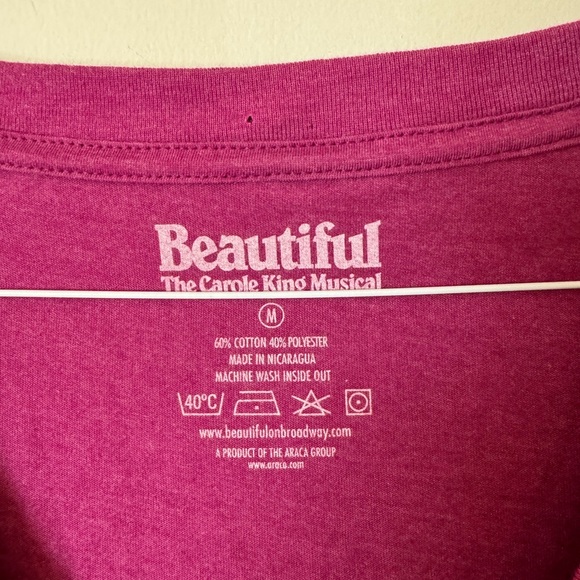 Beautiful
The Carole King Musical
M
60% COTTON 40% POLYESTER
MADE IN NICARAGUA
MACHINE WASH INSIDE OUT
40°C
www.beautifulonbroadway.com
A PRODUCT OF THE ARACA GROUP
www.araca.com